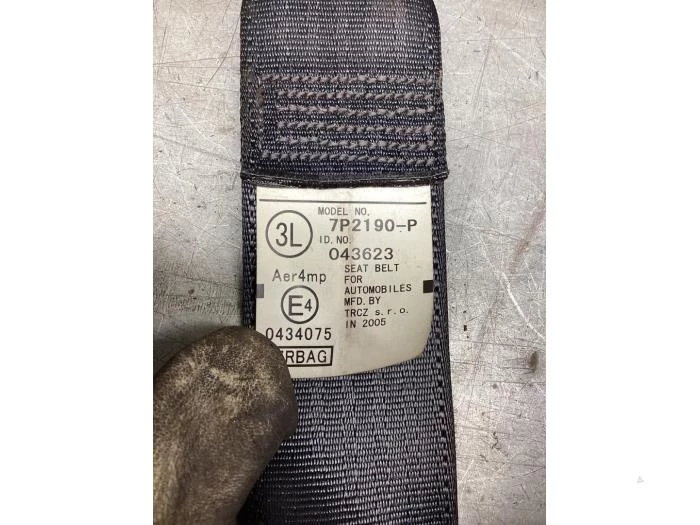 MODEL NO.
3L 7P2190-P
ID.NO.
043623
Aer4mp SEAT BELT
FOR
AUTOMOBILES
E4 MFD.BY
TRCZ s.r.o.
0434075 IN 2005
RBAG